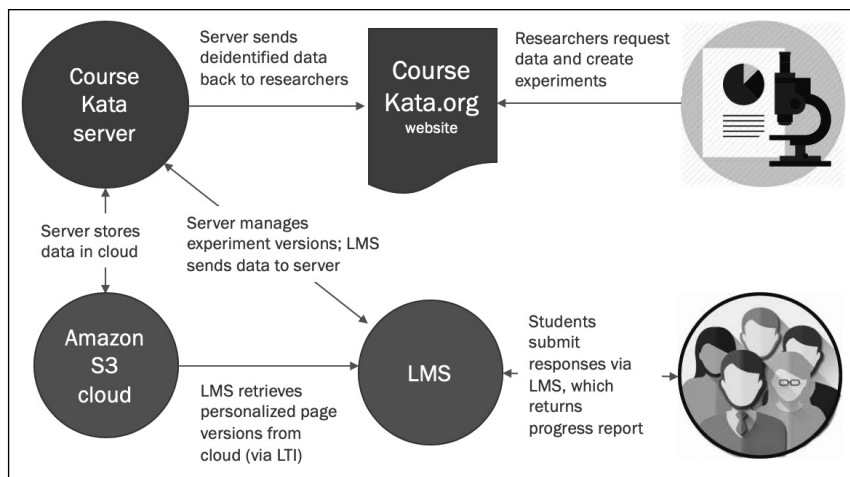 Course
Kata
server
Server sends
deidentified data
back to researchers
Course
Kata.org
website
Researchers request
data and create
experiments
Server stores
data in cloud
Server manages
experiment versions; LMS
sends data to server
Amazon
S3
cloud
LMS retrieves
personalized page
versions from
cloud (via LTI)
LMS
Students
submit
responses via
LMS, which
returns
progress report